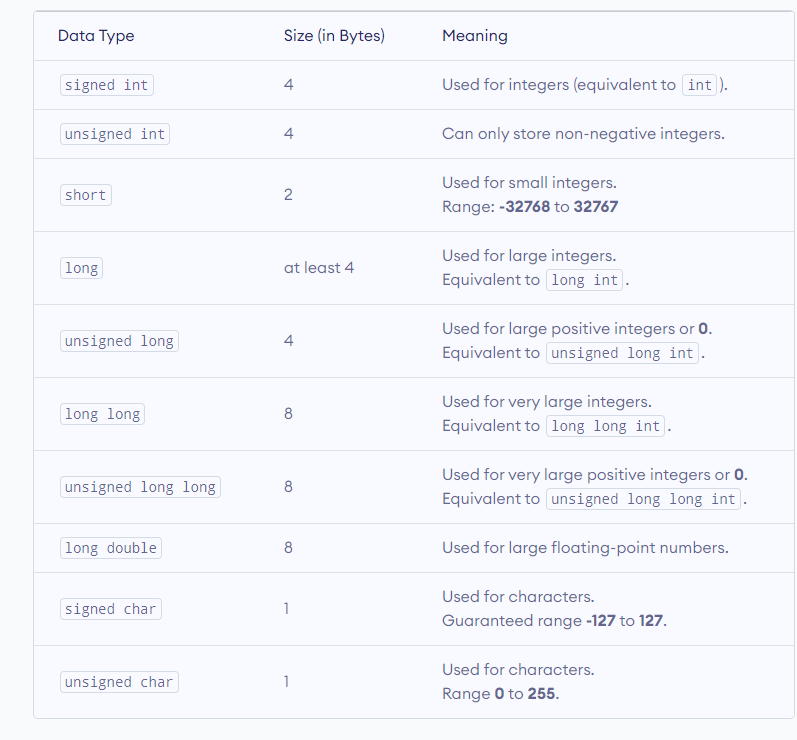 Data Type Size (in Bytes) Meaning
signed int 4 Used for integers (equivalent to int ).
unsigned int 4 Can only store non-negative integers.
short 2 Used for small integers.
Range: -32768 to 32767
long at least 4 Used for large integers.
Equivalent to long int .
unsigned long 4 Used for large positive integers or 0.
Equivalent to unsigned long int .
long long 8 Used for very large integers.
Equivalent to long long int .
unsigned long long 8 Used for very large positive integers or 0.
Equivalent to unsigned long long int .
long double 8 Used for large floating-point numbers.
signed char 1 Used for characters.
Guaranteed range -127 to 127.
unsigned char 1 Used for characters.
Range 0 to 255.